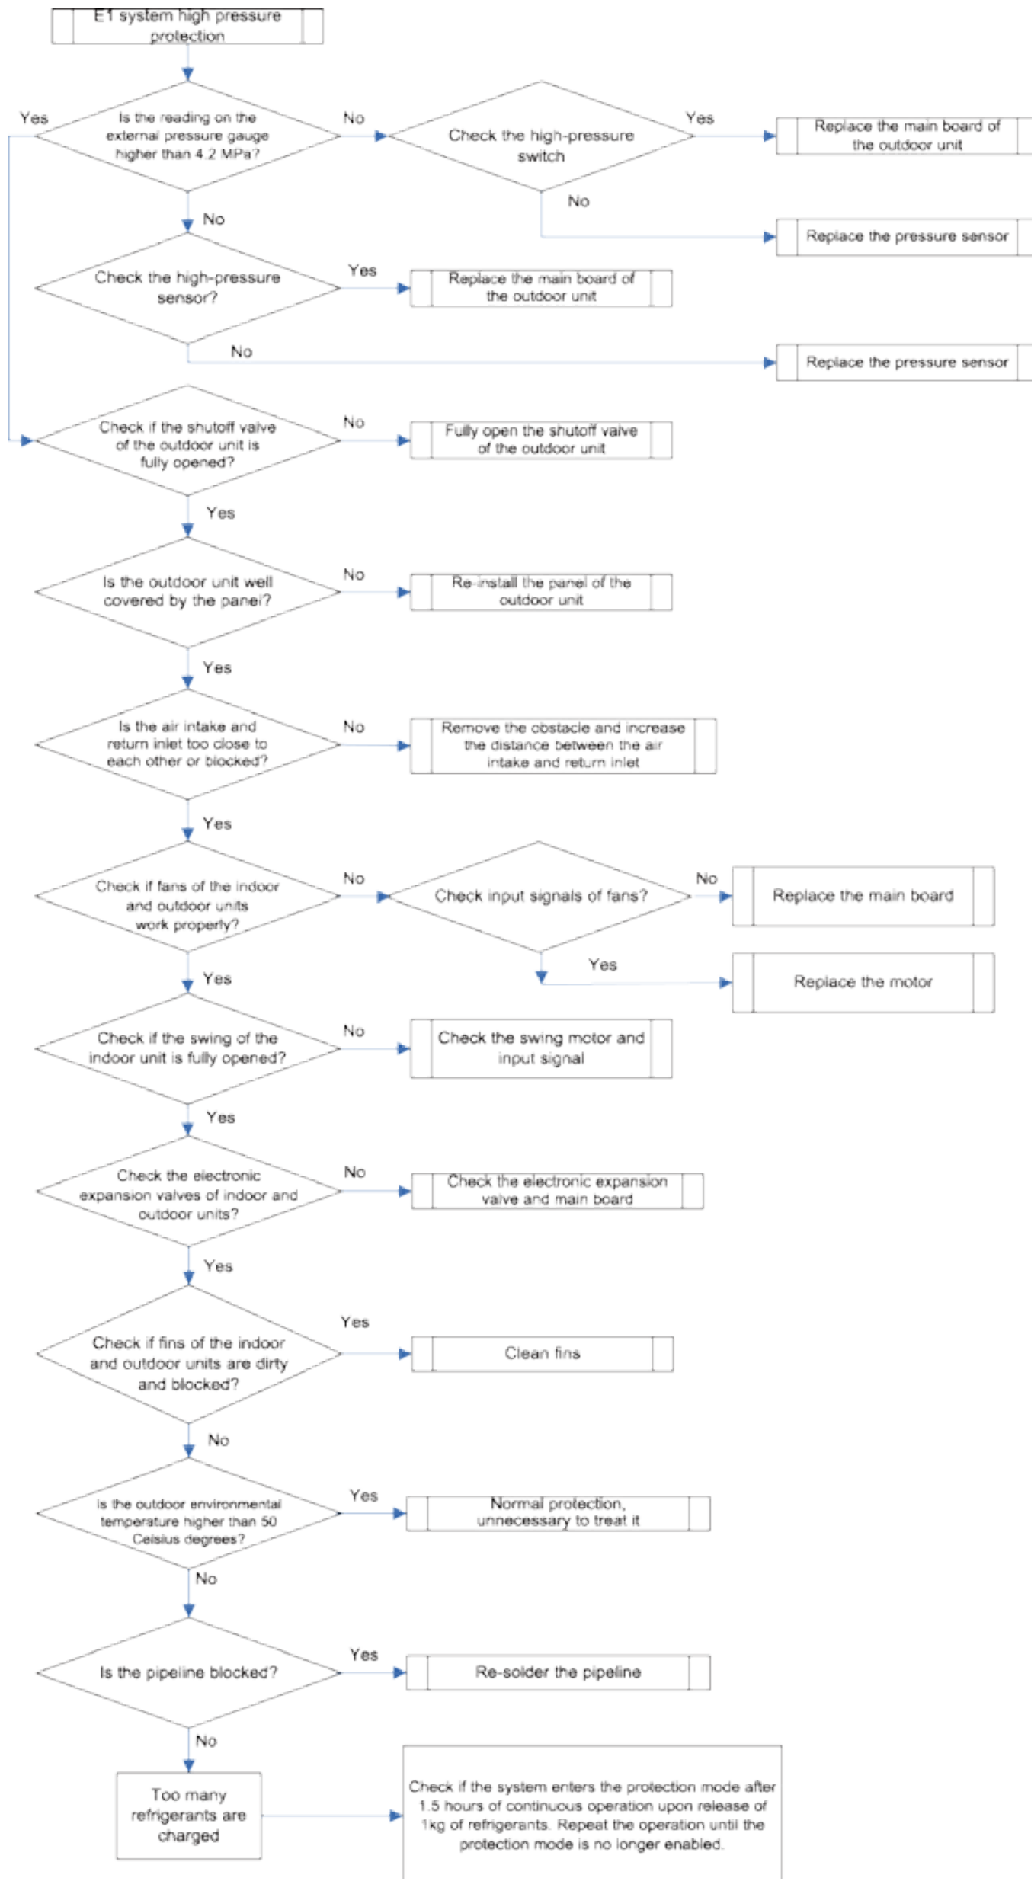 E1 system high pressure
protection
Yes
Is the reading on the
external pressure gauge
higher than 4.2 MPa?
No
Check the high-pressure
switch
Yes
Replace the main board of
the outdoor unit
No
No
Replace the pressure sensor
Check the high-pressure
sensor?
Yes
Replace the main board of
the outdoor unit
No
Replace the pressure sensor
Check if the shutoff valve
of the outdoor unit is
fully opened?
No
Fully open the shutoff valve
of the outdoor unit
Yes
Is the outdoor unit well
covered by the panel?
No
Re-install the panel of the
outdoor unit
Yes
Is the air intake and
return inlet too close to
each other or blocked?
No
Remove the obstacle and increase
the distance between the air
intake and return inlet
Yes
Check if fans of the indoor
and outdoor units
work properly?
No
Check input signals of fans?
No
Replace the main board
Yes
Replace the motor
Yes
Check if the swing of the
indoor unit is fully opened?
No
Check the swing motor and
input signal
Yes
Check the electronic
expansion valves of indoor and
outdoor units?
No
Check the electronic expansion
valve and main board
Yes
Check if fins of the indoor
and outdoor units are dirty
and blocked?
Yes
Clean fins
No
Is the outdoor environmental
temperature higher than 50
Celsius degrees?
Yes
Normal protection,
unnecessary to treat it
No
Is the pipeline blocked?
Yes
Re-solder the pipeline
No
Too many
refrigerants are
charged
Check if the system enters the protection mode after
1.5 hours of continuous operation upon release of
1kg of refrigerants. Repeat the operation until the
protection mode is no longer enabled.